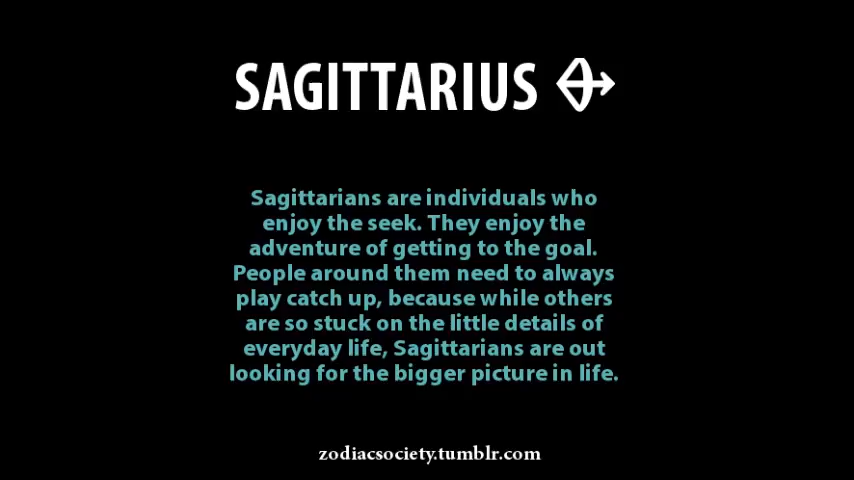 SAGITTARIUS
Sagittarians are individuals who
enjoy the seek. They enjoy the
adventure of getting to the goal.
People around them need to always
play catch up, because while others
are so stuck on the little details of
everyday life, Sagittarians are out
looking for the bigger picture in life.
zodiacsociety.tumblr.com